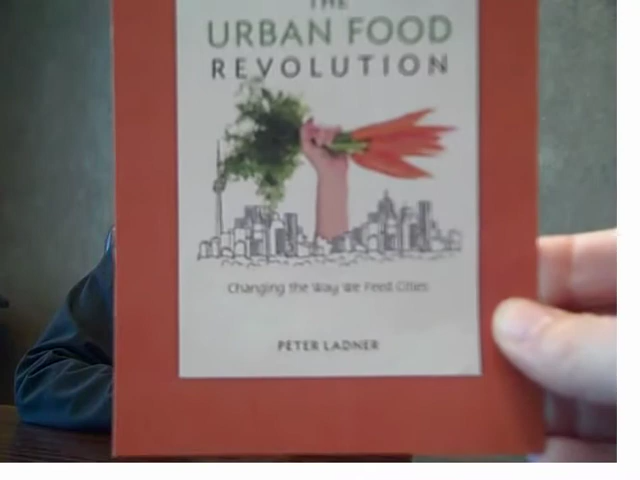 THE
URBAN FOOD
REVOLUTION
Changing the Way We Feed Cities
PETER LADNER